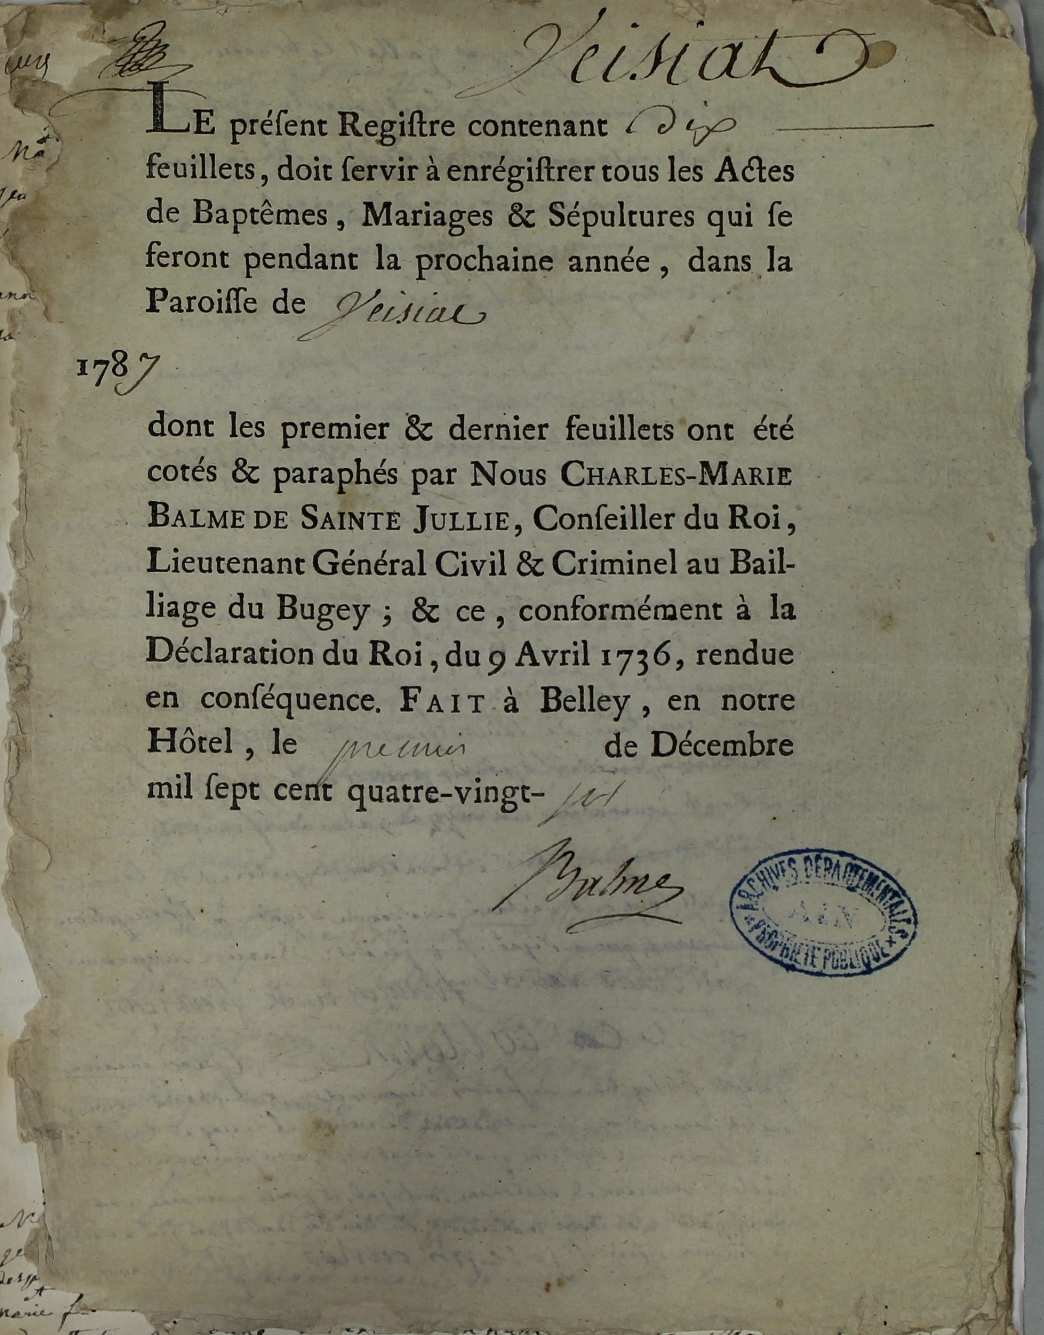 Veisiat
LE préſent Regiſtre contenant dix
feuillets, doit ſervir à enrégiſtrer tous les Actes
de Baptêmes, Mariages & Sépultures qui ſe
feront pendant la prochaine année, dans la
Paroiſſe de Veisiat
1787
dont les premier & dernier feuillets ont été
cotés & paraphés par Nous CHARLES-MARIE
BALME DE SAINTE JULLIE, Conſeiller du Roi,
Lieutenant Général Civil & Criminel au Bail-
liage du Bugey ; & ce, conformément à la
Déclaration du Roi, du 9 Avril 1736, rendue
en conſéquence. FAIT à Belley, en notre
Hôtel, le premier de Décembre
mil ſept cent quatre-vingt- six
Balme
ARCHIVES DÉPARTEMENTALES
AIN
PROPRIÉTÉ PUBLIQUE